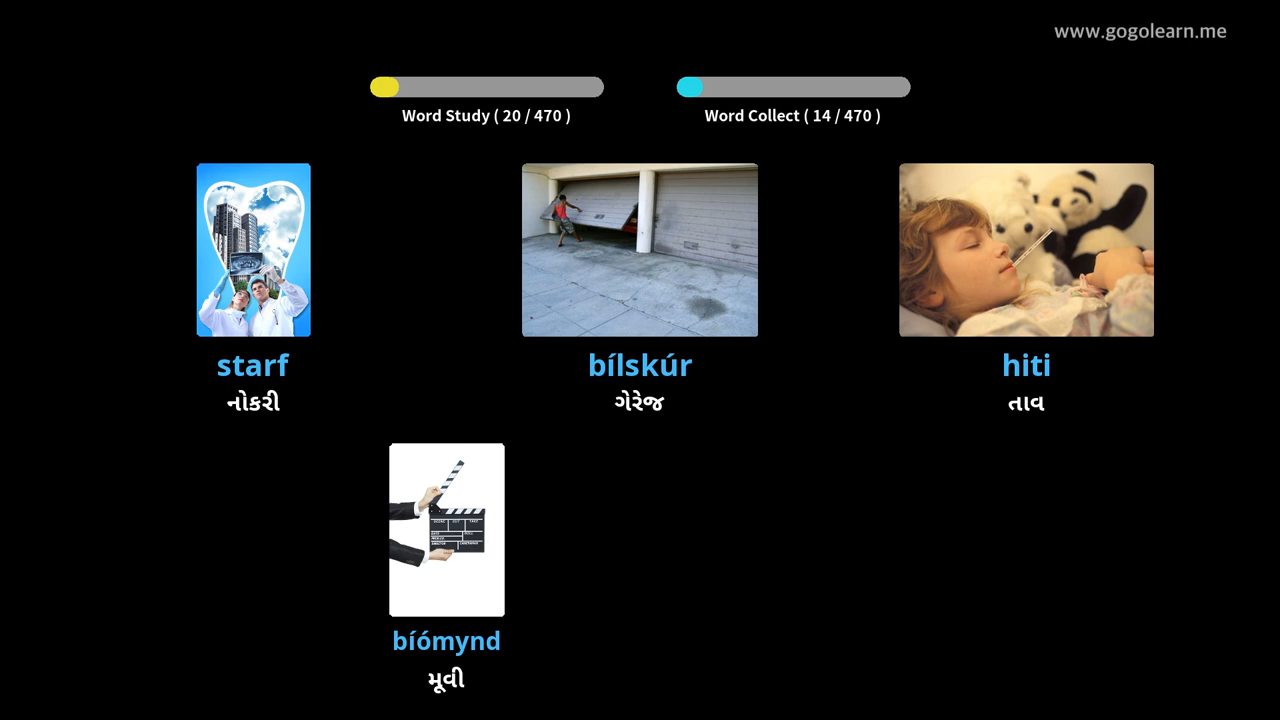 www.gogolearn.me
Word Study ( 20 / 470 )
Word Collect ( 14 / 470 )
starf
નોકરી
bílskúr
ગેરેજ
hiti
તાવ
bíómynd
મૂવી